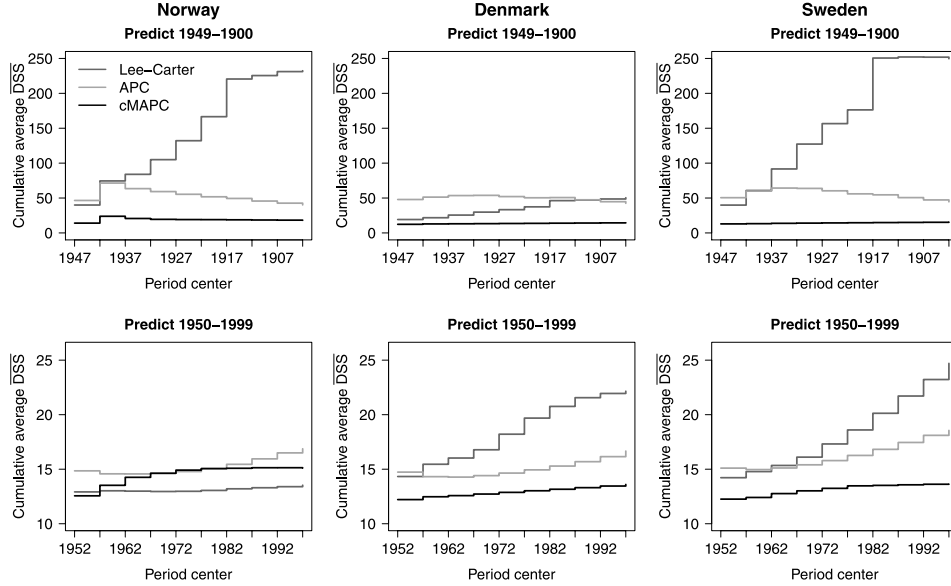 Norway
Denmark
Sweden
Predict 1949−1900
Predict 1949−1900
Predict 1949−1900
Cumulative average DSS
250
200
150
100
50
0
Lee−Carter
APC
cMAPC
1947
1937
1927
1917
1907
Period center
Cumulative average DSS
250
200
150
100
50
0
1947
1937
1927
1917
1907
Period center
Cumulative average DSS
250
200
150
100
50
0
1947
1937
1927
1917
1907
Period center
Predict 1950−1999
Predict 1950−1999
Predict 1950−1999
Cumulative average DSS
25
20
15
10
1952
1962
1972
1982
1992
Period center
Cumulative average DSS
25
20
15
10
1952
1962
1972
1982
1992
Period center
Cumulative average DSS
25
20
15
10
1952
1962
1972
1982
1992
Period center